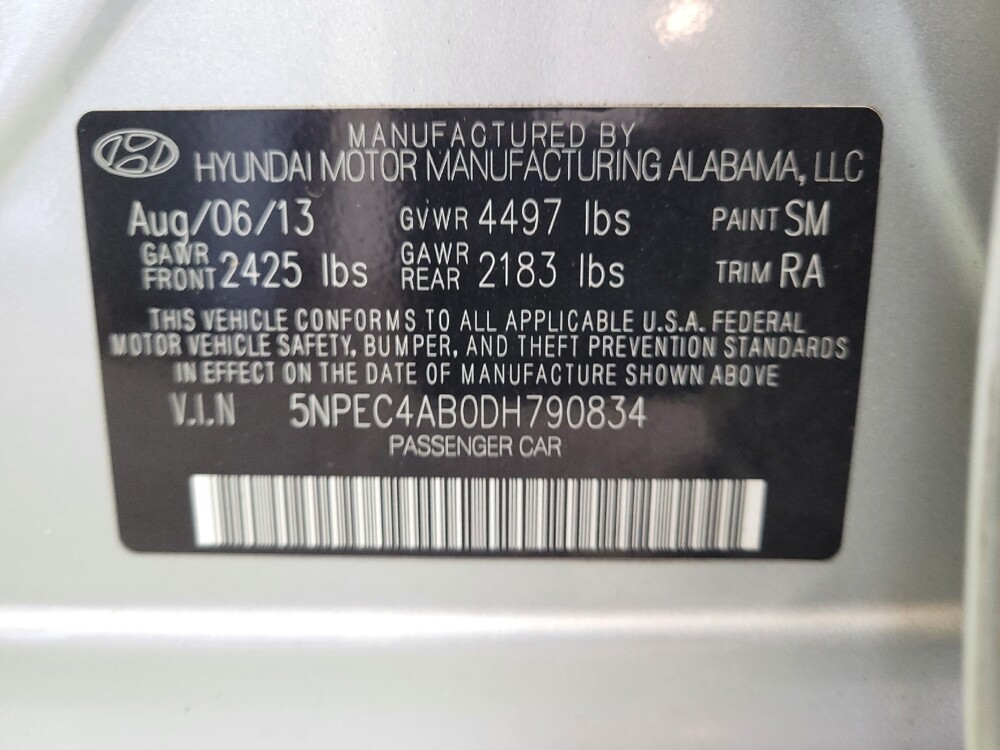 MANUFACTURED BY
HYUNDAI MOTOR MANUFACTURING ALABAMA, LLC
Aug/06/13 GVWR 4497 lbs PAINT SM
GAWR FRONT 2425 lbs GAWR REAR 2183 lbs TRIM RA
THIS VEHICLE CONFORMS TO ALL APPLICABLE U.S.A. FEDERAL
MOTOR VEHICLE SAFETY, BUMPER, AND THEFT PREVENTION STANDARDS
IN EFFECT ON THE DATE OF MANUFACTURE SHOWN ABOVE
V.I.N 5NPEC4AB0DH790834
PASSENGER CAR